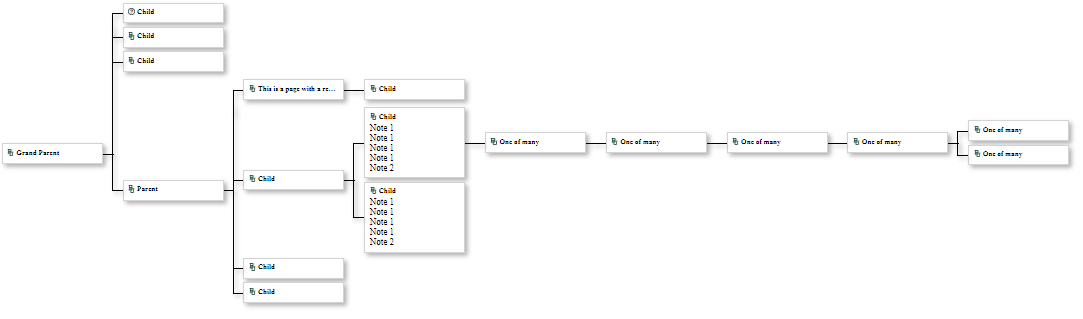 Child
Child
Child
This is a page with a re...
Child
Child
Note 1
Note 1
Note 1
Note 1
Note 2
One of many
One of many
One of many
One of many
One of many
One of many
Grand Parent
Parent
Child
Child
Note 1
Note 1
Note 1
Note 1
Note 2
Child
Child